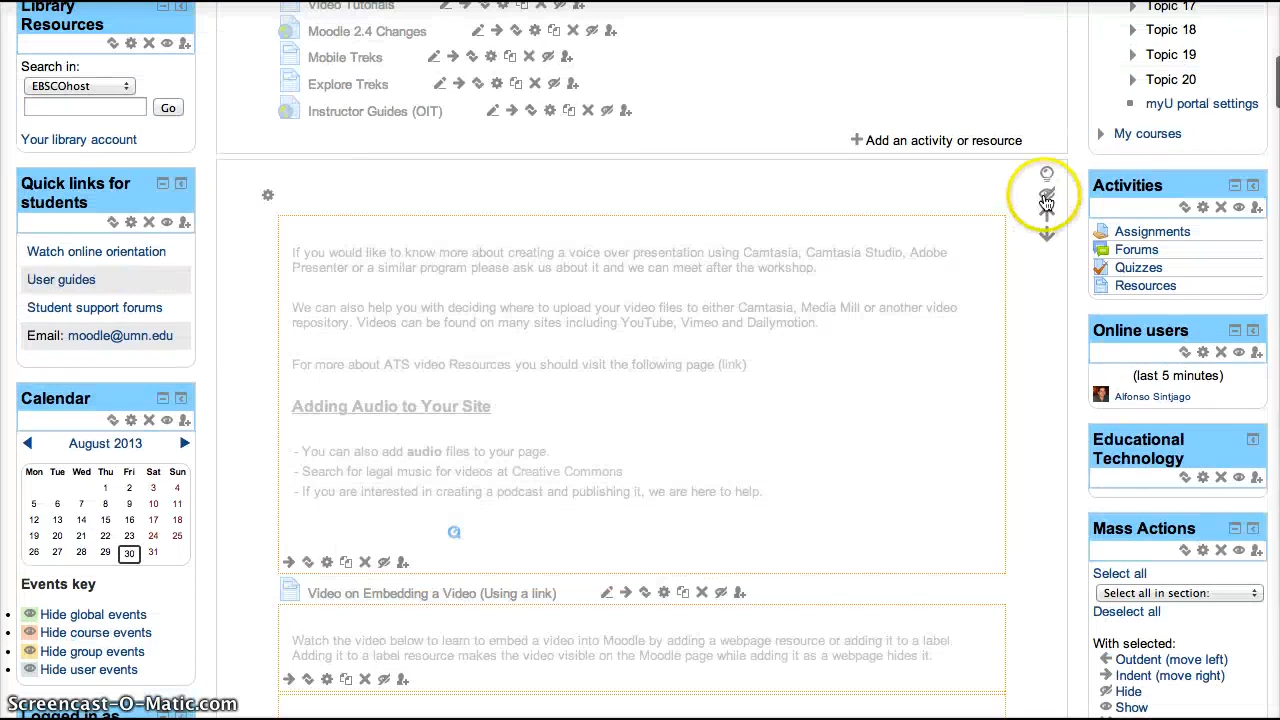 Library
Resources
Search in:
EBSCOhost
Go
Your library account
Quick links for
students
Watch online orientation
User guides
Student support forums
Email: moodle@umn.edu
Calendar
August 2013
Mon Tue Wed Thu Fri Sat Sun
1 2 3 4
5 6 7 8 9 10 11
12 13 14 15 16 17 18
19 20 21 22 23 24 25
26 27 28 29 30 31
Events key
Hide global events
Hide course events
Hide group events
Hide user events
Logged in as
Video Tutorials
Moodle 2.4 Changes
Mobile Treks
Explore Treks
Instructor Guides (OIT)
Add an activity or resource
If you would like to know more about creating a voice over presentation using Camtasia, Camtasia Studio, Adobe
Presenter or a similar program please ask us about it and we can meet after the workshop.
We can also help you with deciding where to upload your video files to either Camtasia, Media Mill or another video
repository. Videos can be found on many sites including YouTube, Vimeo and Dailymotion.
For more about ATS video Resources you should visit the following page (link)
Adding Audio to Your Site
- You can also add audio files to your page.
- Search for legal music for videos at Creative Commons
- If you are interested in creating a podcast and publishing it, we are here to help.
Video on Embedding a Video (Using a link)
Watch the video below to learn to embed a video into Moodle by adding a webpage resource or adding it to a label.
Adding it to a label resource makes the video visible on the Moodle page while adding it as a webpage hides it.
Topic 17
Topic 18
Topic 19
Topic 20
myU portal settings
My courses
Activities
Assignments
Forums
Quizzes
Resources
Online users
(last 5 minutes)
Alfonso Sintjago
Educational
Technology
Mass Actions
Select all
Select all in section:
Deselect all
With selected:
Outdent (move left)
Indent (move right)
Hide
Show
Screencast-O-Matic.com